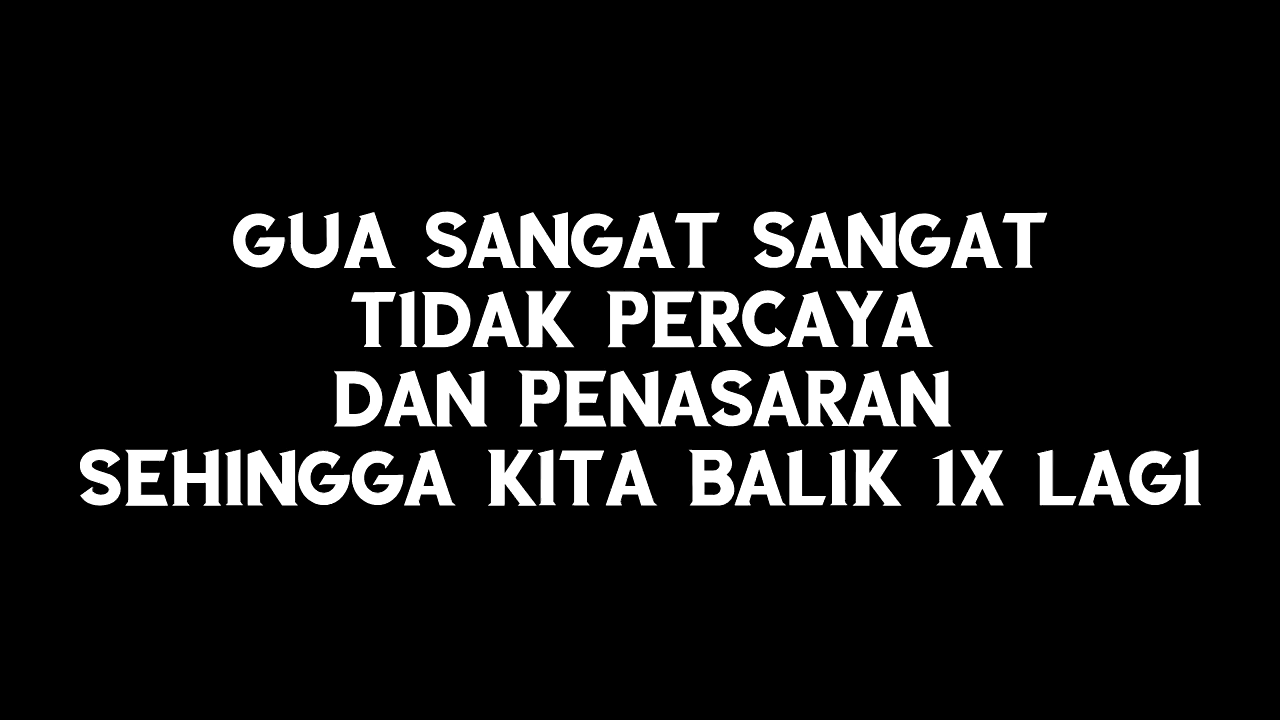 GUA SANGAT SANGAT
TIDAK PERCAYA
DAN PENASARAN
SEHINGGA KITA BALIK 1X LAGI